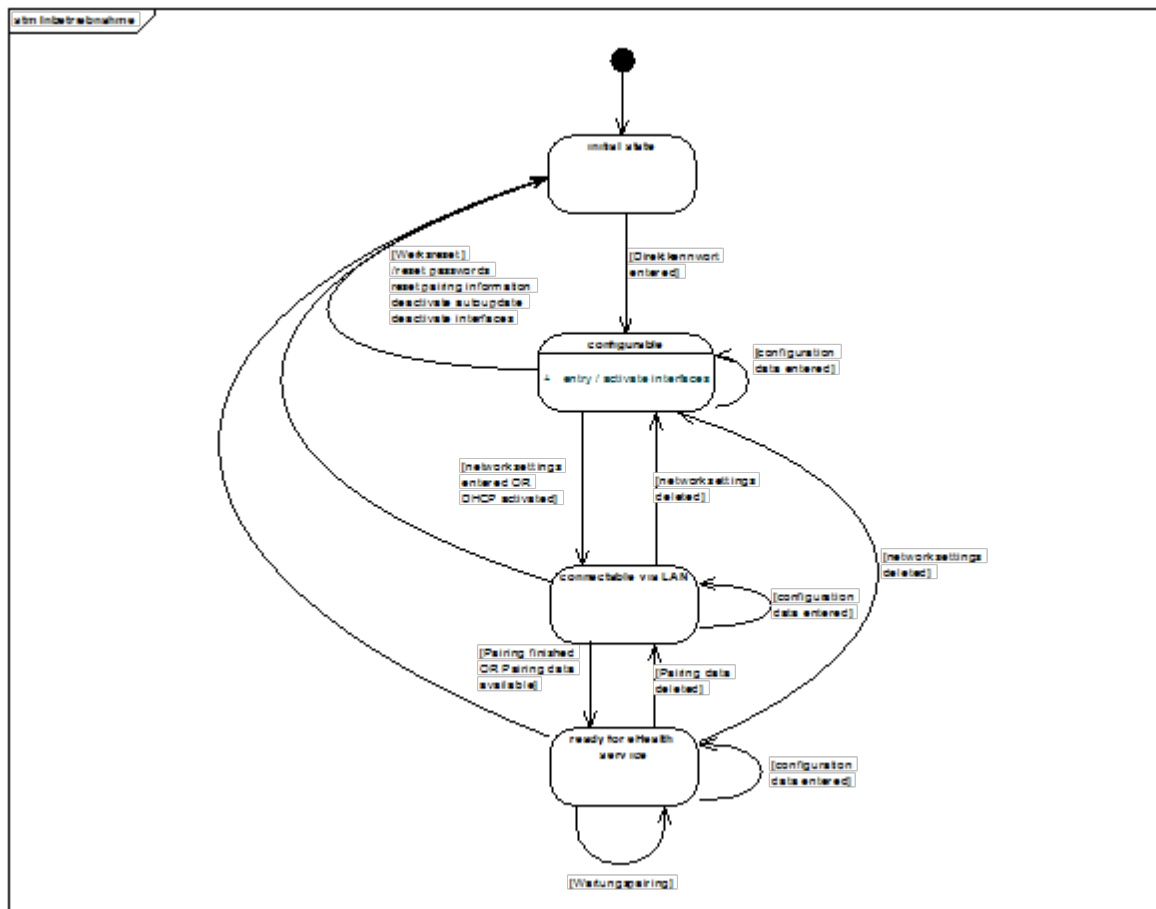 stm Inbetriebnahme
initial state
[Werksreset]
/reset passwords
reset pairing information
deactivate autoupdate
deactivate interfaces
[Direktkennwort
entered]
configurable
+ entry / activate interfaces
[configuration
data entered]
[networksettings
entered OR
DHCP activated]
[networksettings
deleted]
[networksettings
deleted]
connectable via LAN
[configuration
data entered]
[Pairing finished
OR Pairing data
available]
[Pairing data
deleted]
ready for eHealth
service
[configuration
data entered]
[Wartungspairing]